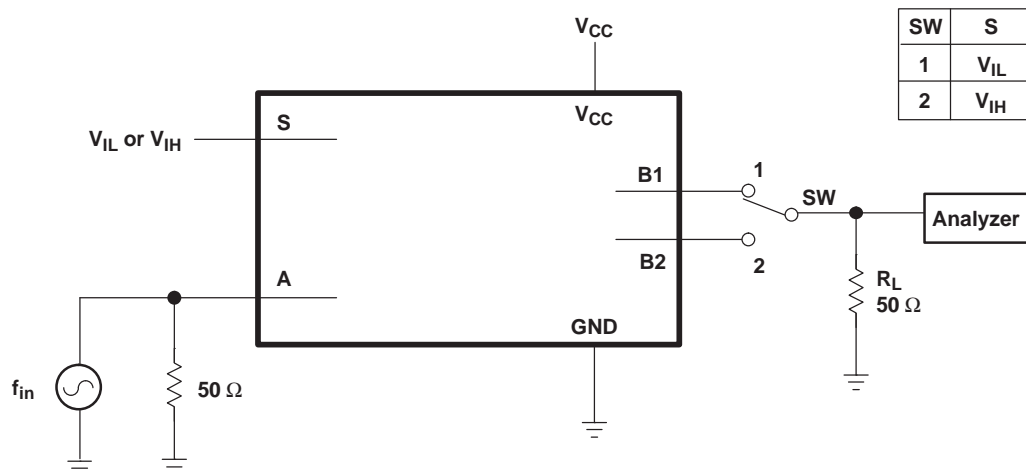 VCC
SW S
1 VIL
2 VIH
VCC
S
VIL or VIH
B1
1
SW
Analyzer
B2
2
A
RL
50 Ω
GND
fin
50 Ω